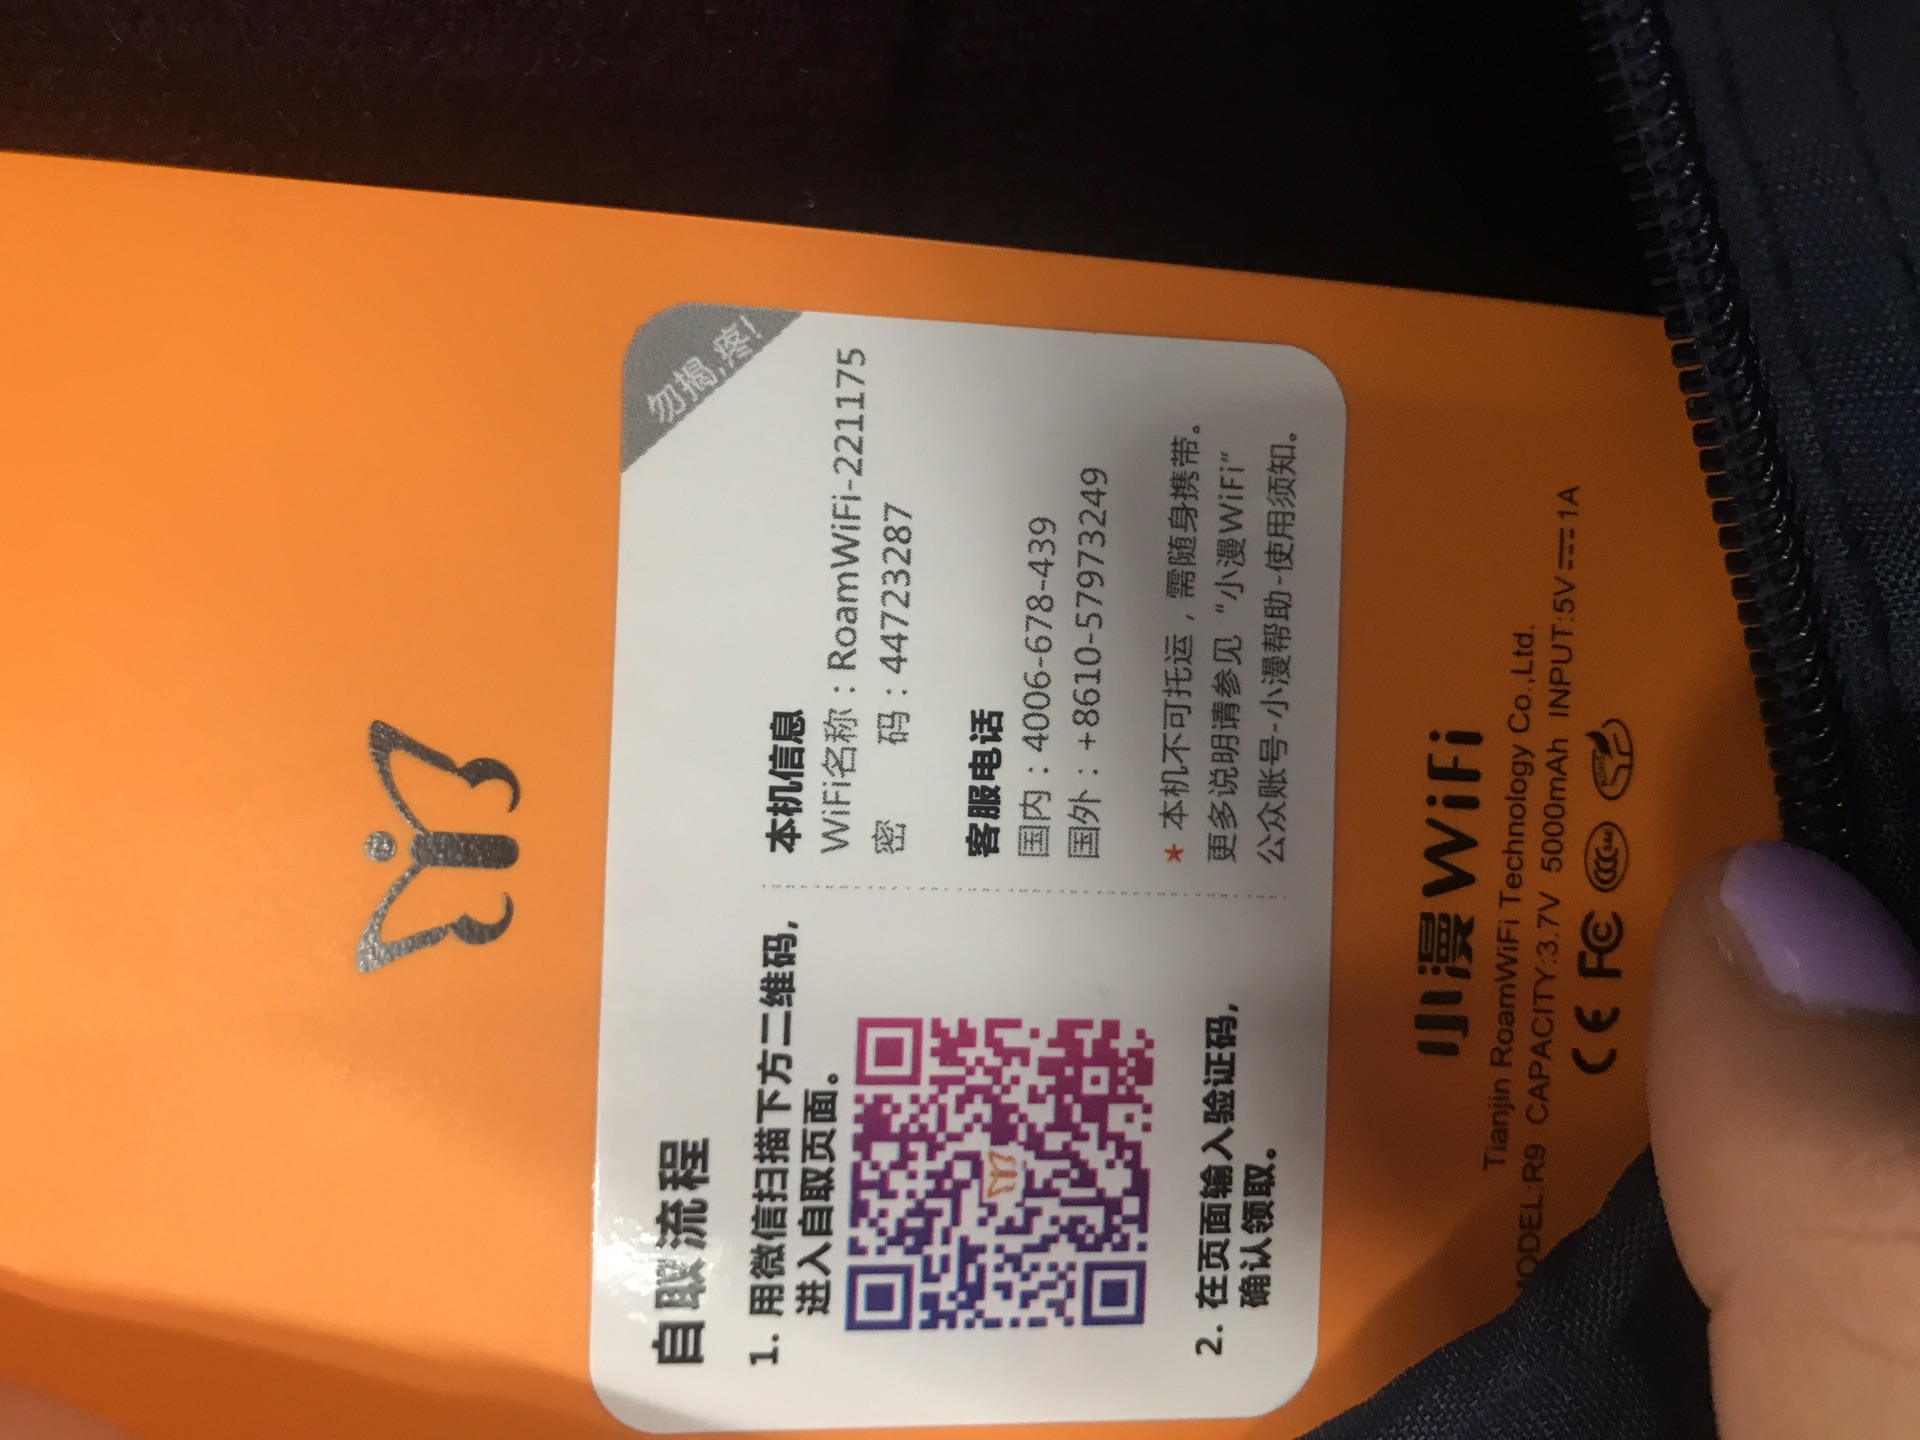 勿揭,疼!
自取流程
1. 用微信扫描下方二维码,
进入自取页面。
2. 在页面输入验证码,
确认领取。
本机信息
WiFi名称：RoamWiFi-221175
密 码：44723287
客服电话
国内：4006-678-439
国外：+8610-57973249
* 本机不可托运，需随身携带。
更多说明请参见“小漫WiFi”
公众账号-小漫帮助-使用须知。
小漫WiFi
Tianjin RoamWiFi Technology Co.,Ltd.
MODEL:R9 CAPACITY:3.7V 5000mAh INPUT:5V⎓1A
CE FC CCC